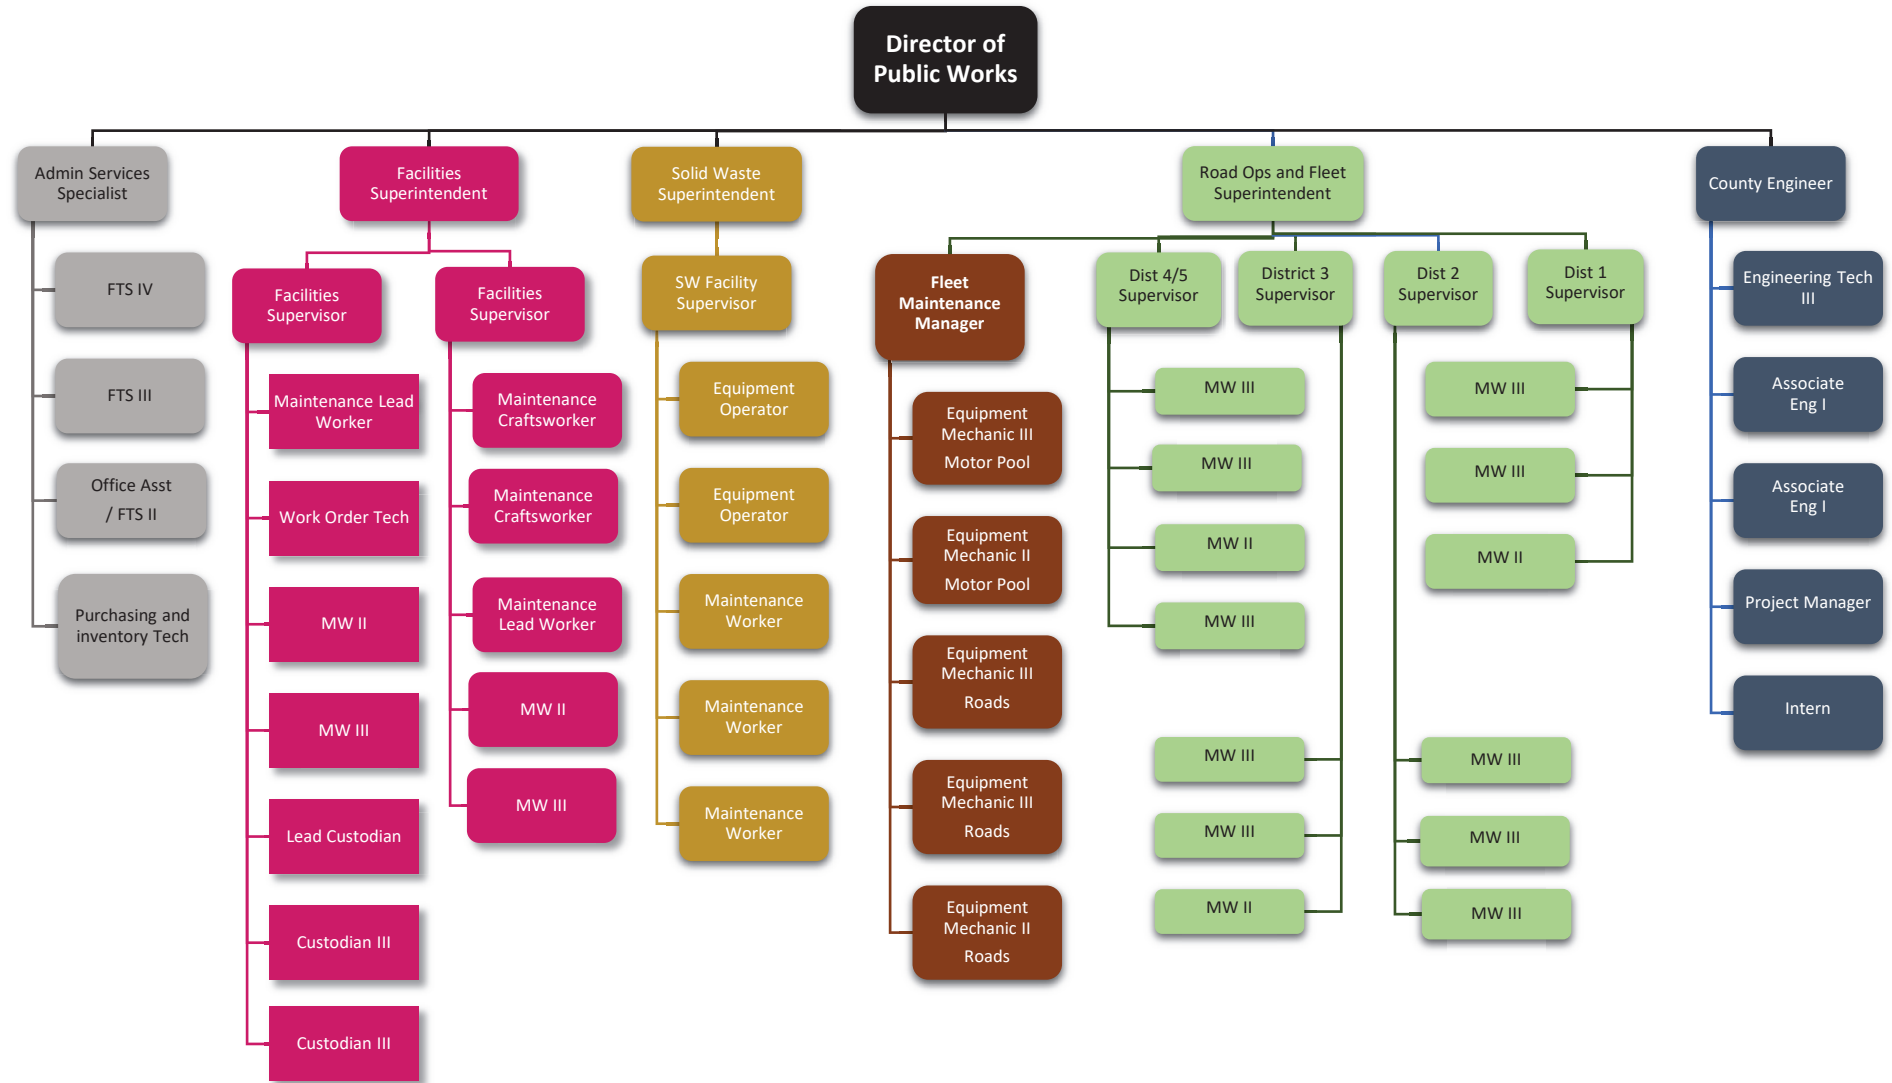 Director of
Public Works
Admin Services
Specialist
FTS IV
FTS III
Office Asst
/ FTS II
Purchasing and
inventory Tech
Facilities
Superintendent
Facilities
Supervisor
Maintenance Lead
Worker
Work Order Tech
MW II
MW III
Lead Custodian
Custodian III
Custodian III
Facilities
Supervisor
Maintenance
Craftsworker
Maintenance
Craftsworker
Maintenance
Lead Worker
MW II
MW III
Solid Waste
Superintendent
SW Facility
Supervisor
Equipment
Operator
Equipment
Operator
Maintenance
Worker
Maintenance
Worker
Maintenance
Worker
Road Ops and Fleet
Superintendent
Fleet
Maintenance
Manager
Equipment
Mechanic III
Motor Pool
Equipment
Mechanic II
Motor Pool
Equipment
Mechanic III
Roads
Equipment
Mechanic III
Roads
Equipment
Mechanic II
Roads
Dist 4/5
Supervisor
MW III
MW III
MW II
MW III
District 3
Supervisor
MW III
MW III
MW II
Dist 2
Supervisor
MW III
MW III
MW III
Dist 1
Supervisor
MW III
MW III
MW II
County Engineer
Engineering Tech
III
Associate
Eng I
Associate
Eng I
Project Manager
Intern